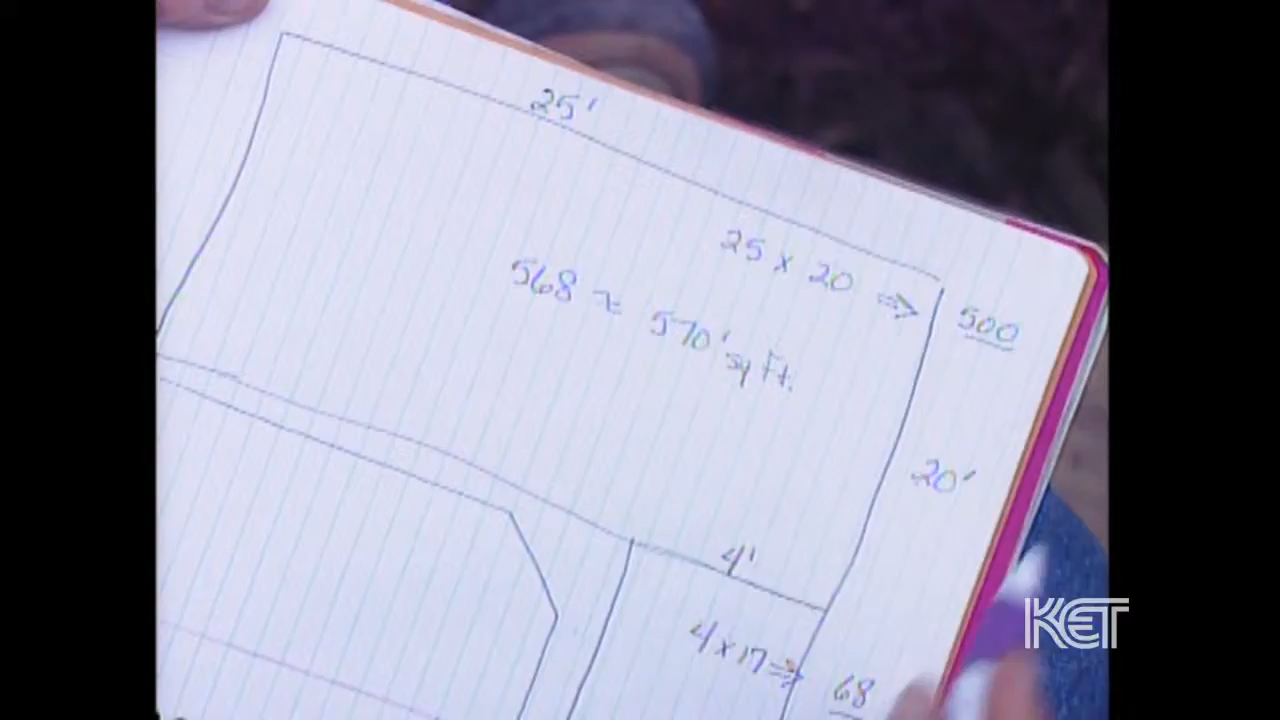 25'
25 x 20 ⇒ 500
568 ≈ 570' sq Ft.
20'
4'
4 x 17 ⇒ 68
KET